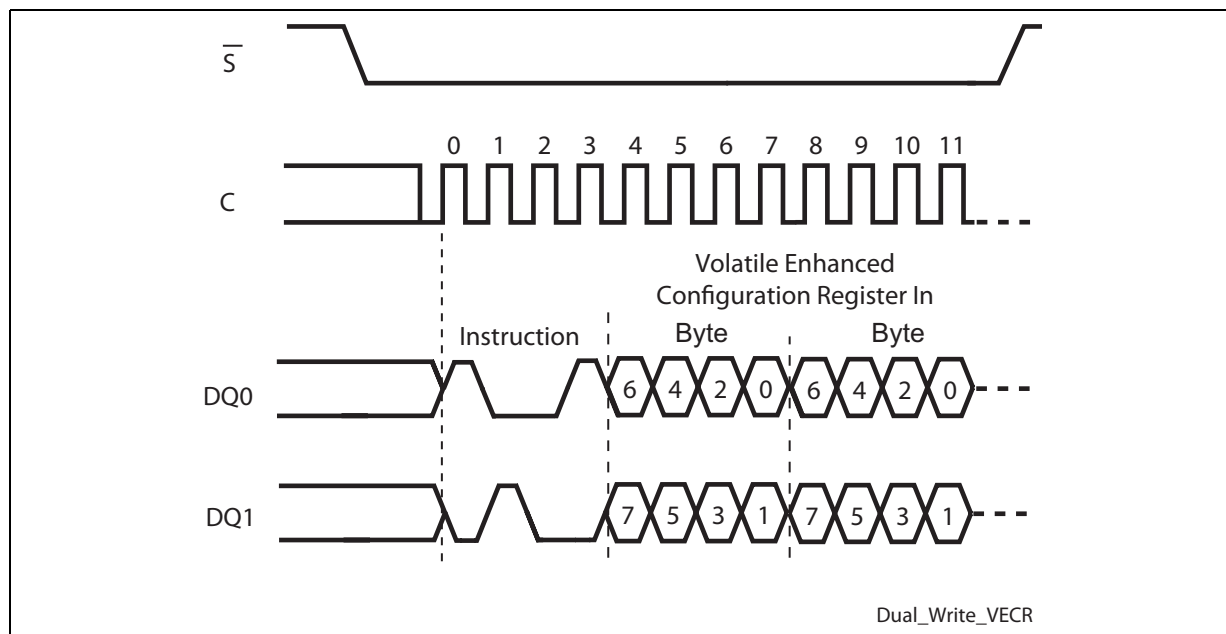 S
0 1 2 3 4 5 6 7 8 9 10 11
C
Volatile Enhanced
Configuration Register In
Instruction Byte Byte
DQ0 6 4 2 0 6 4 2 0
DQ1 7 5 3 1 7 5 3 1
Dual_Write_VECR